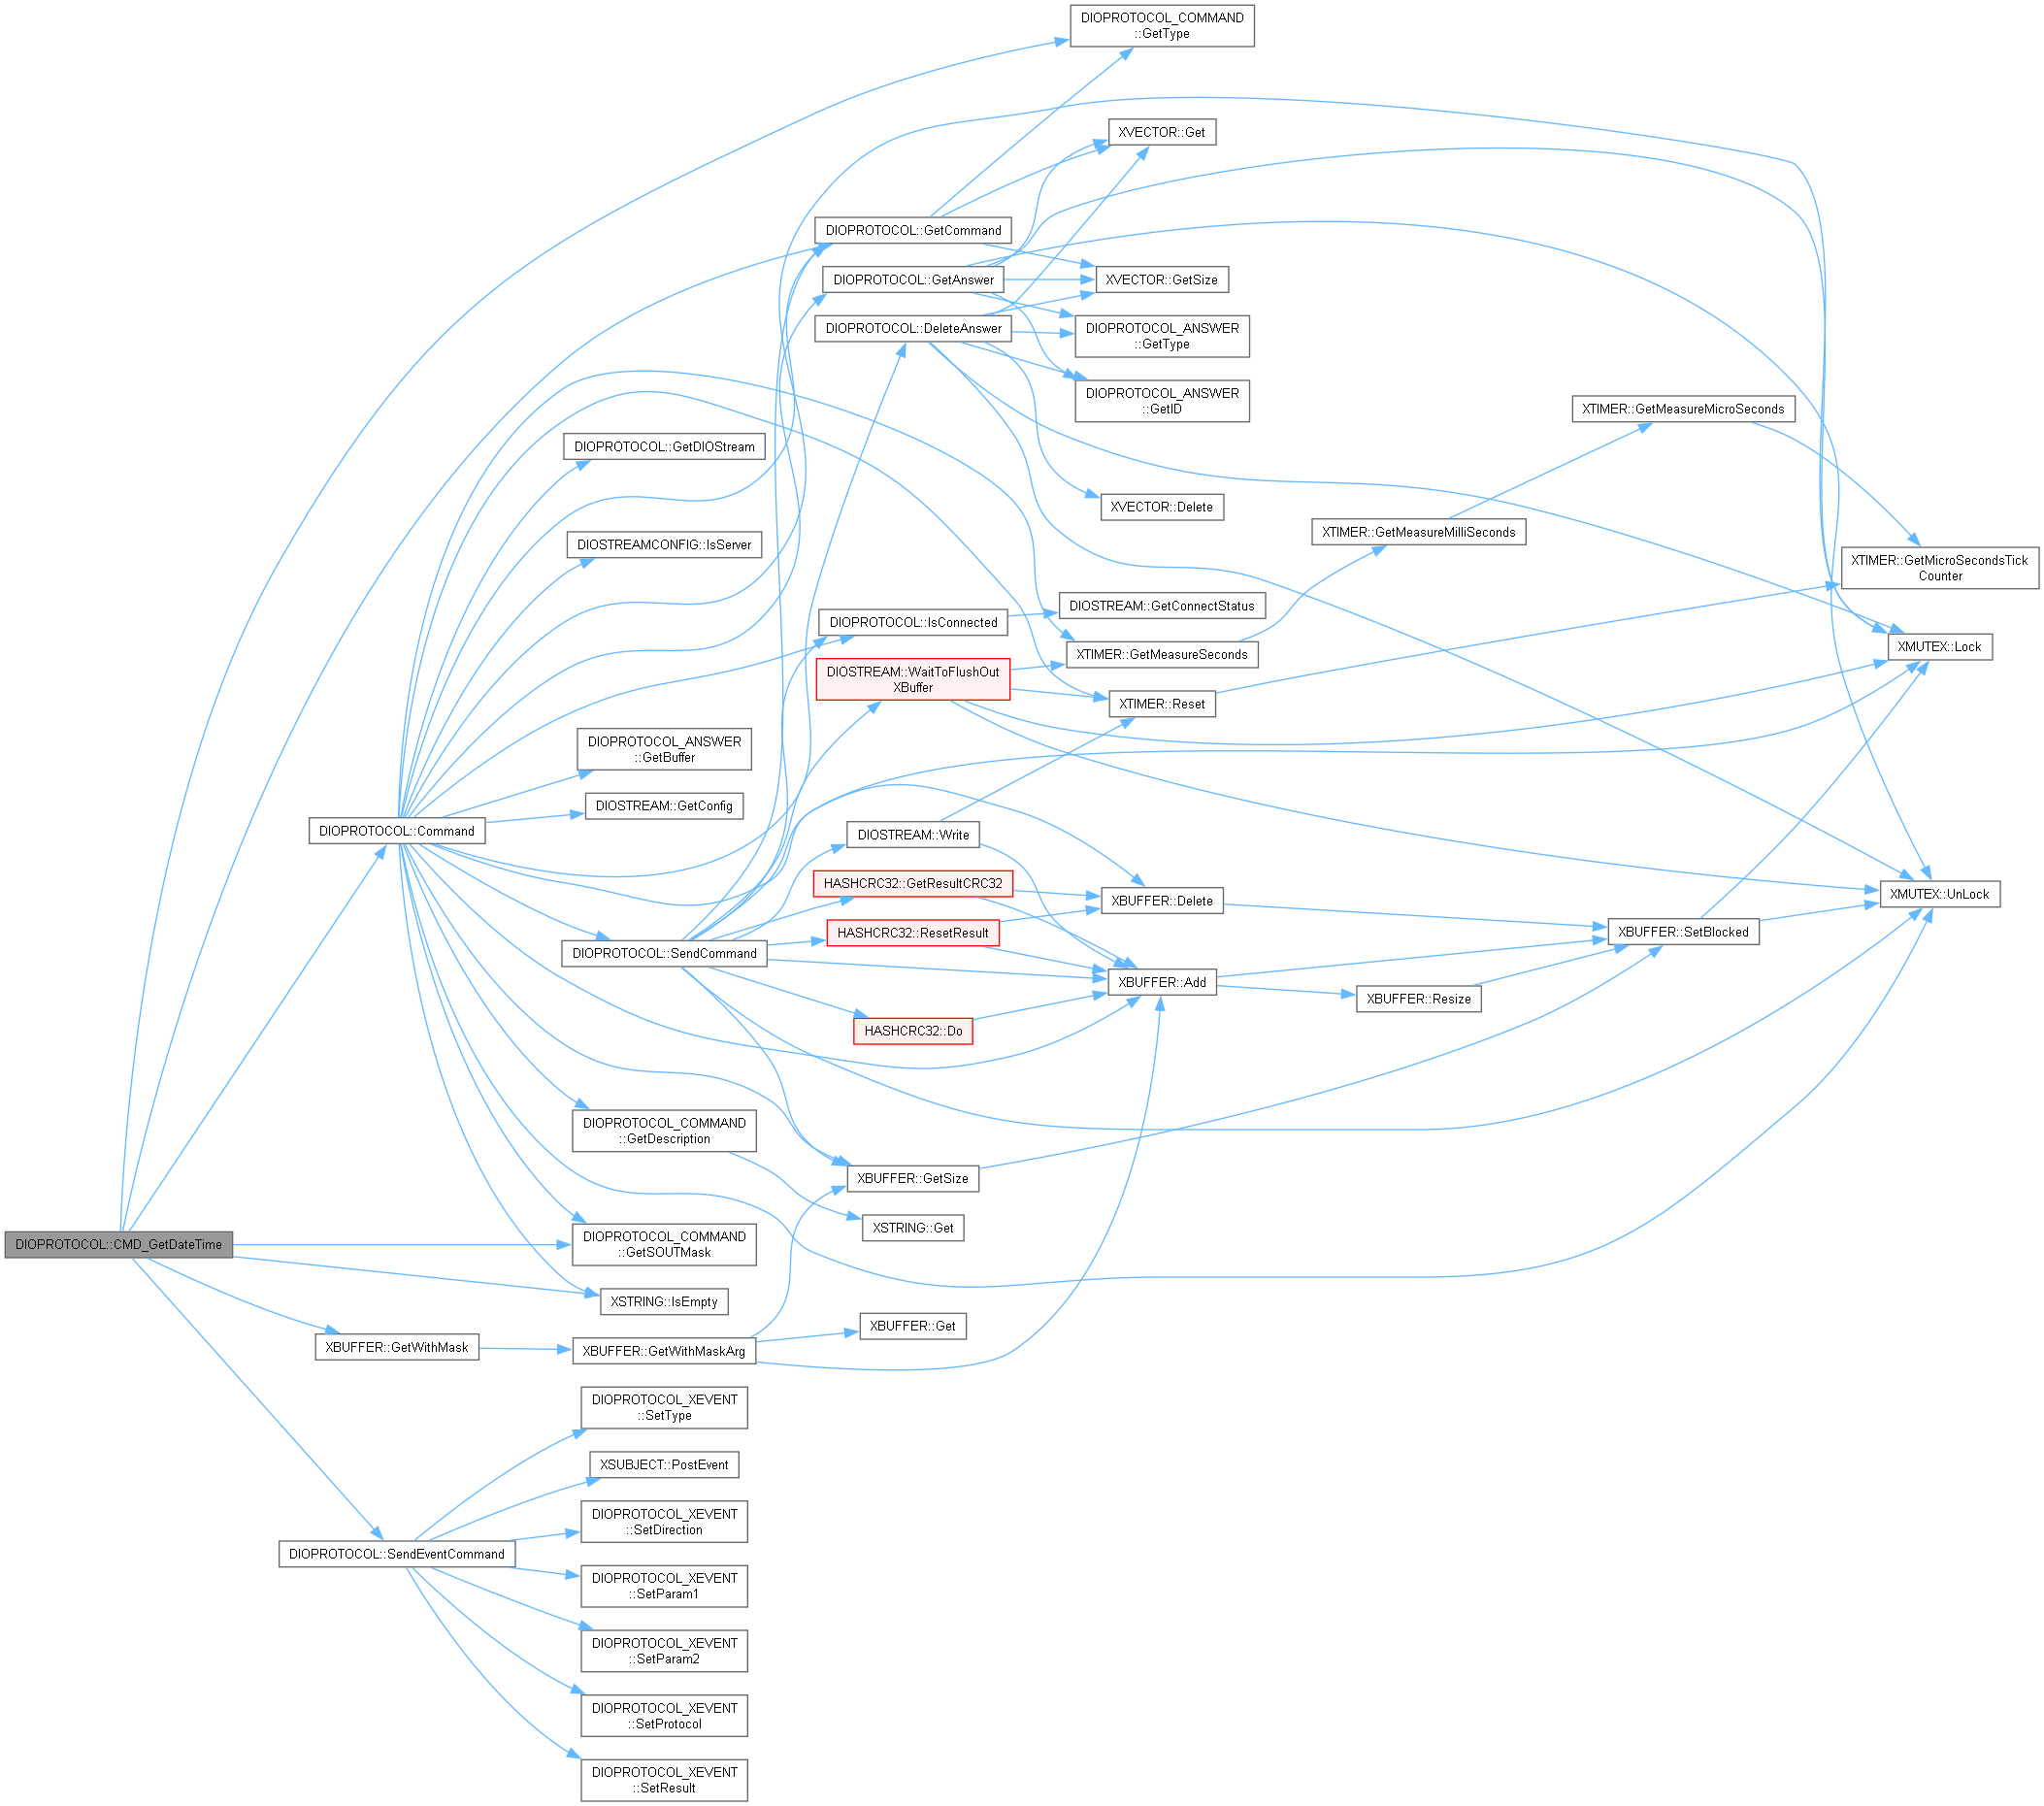 DIOPROTOCOL_COMMAND
::GetType
XVECTOR::Get
DIOPROTOCOL::GetCommand
DIOPROTOCOL::GetAnswer
XVECTOR::GetSize
DIOPROTOCOL::DeleteAnswer
DIOPROTOCOL_ANSWER
::GetType
DIOPROTOCOL_ANSWER
::GetID
XTIMER::GetMeasureMicroSeconds
DIOPROTOCOL::GetDIOStream
XVECTOR::Delete
XTIMER::GetMeasureMilliSeconds
DIOSTREAMCONFIG::IsServer
XTIMER::GetMicroSecondsTick
Counter
DIOSTREAM::GetConnectStatus
DIOPROTOCOL::IsConnected
XTIMER::GetMeasureSeconds
XMUTEX::Lock
DIOSTREAM::WaitToFlushOut
XBuffer
XTIMER::Reset
DIOPROTOCOL_ANSWER
::GetBuffer
DIOSTREAM::GetConfig
DIOPROTOCOL::Command
DIOSTREAM::Write
HASHCRC32::GetResultCRC32
XBUFFER::Delete
XMUTEX::UnLock
HASHCRC32::ResetResult
XBUFFER::SetBlocked
DIOPROTOCOL::SendCommand
XBUFFER::Add
XBUFFER::Resize
HASHCRC32::Do
DIOPROTOCOL_COMMAND
::GetDescription
XBUFFER::GetSize
XSTRING::Get
DIOPROTOCOL::CMD_GetDateTime
DIOPROTOCOL_COMMAND
::GetSOUTMask
XSTRING::IsEmpty
XBUFFER::Get
XBUFFER::GetWithMask
XBUFFER::GetWithMaskArg
DIOPROTOCOL_XEVENT
::SetType
XSUBJECT::PostEvent
DIOPROTOCOL_XEVENT
::SetDirection
DIOPROTOCOL::SendEventCommand
DIOPROTOCOL_XEVENT
::SetParam1
DIOPROTOCOL_XEVENT
::SetParam2
DIOPROTOCOL_XEVENT
::SetProtocol
DIOPROTOCOL_XEVENT
::SetResult